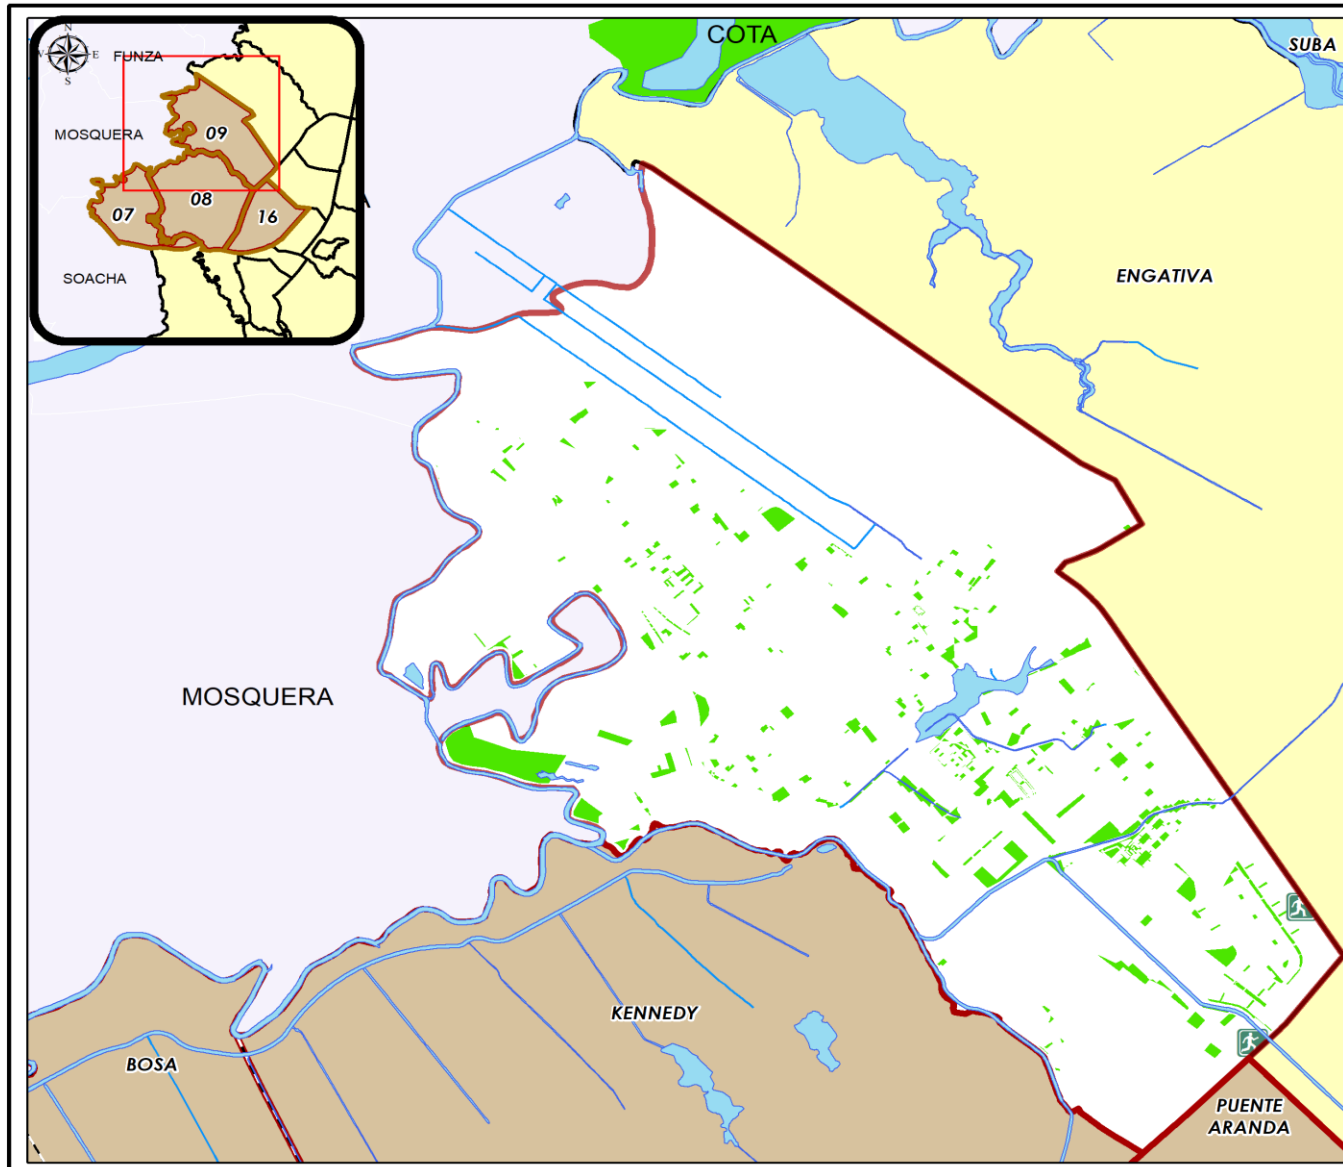 N
E
S
FUNZA
MOSQUERA
09
07
08
16
SOACHA
COTA
SUBA
ENGATIVA
MOSQUERA
KENNEDY
BOSA
PUENTE
ARANDA